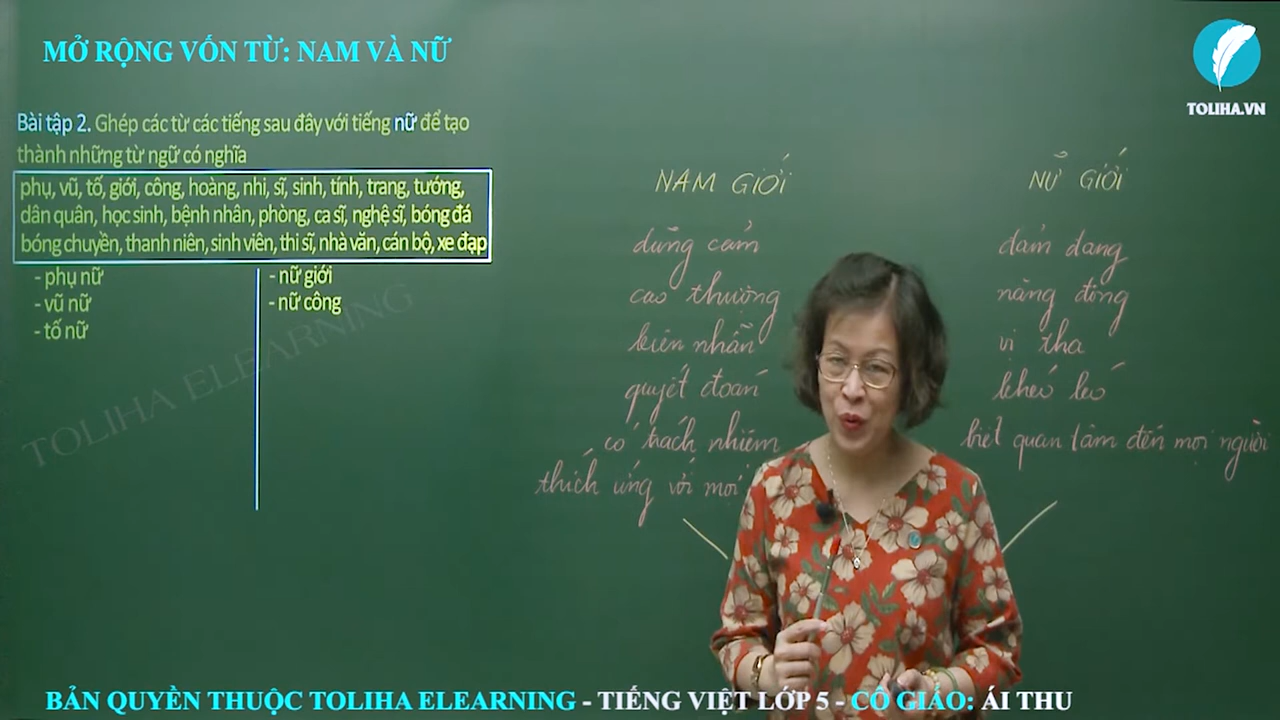 MỞ RỘNG VỐN TỪ: NAM VÀ NỮ
TOLIHA.VN
Bài tập 2. Ghép các từ các tiếng sau đây với tiếng nữ để tạo
thành những từ ngữ có nghĩa
phụ, vũ, tố, giới, công, hoàng, nhi, sĩ, sinh, tính, trang, tướng,
dân quân, học sinh, bệnh nhân, phòng, ca sĩ, nghệ sĩ, bóng đá
bóng chuyền, thanh niên, sinh viên, thi sĩ, nhà văn, cán bộ, xe đạp
- phụ nữ
- vũ nữ
- tố nữ
- nữ giới
- nữ công
TOLIHA ELEARNING
NAM GIỚI
dũng cảm
cao thượng
kiên nhẫn
quyết đoán
có trách nhiệm
thích ứng với mọi
NỮ GIỚI
đảm đang
năng động
vị tha
khéo léo
biết quan tâm đến mọi người
BẢN QUYỀN THUỘC TOLIHA ELEARNING - TIẾNG VIỆT LỚP 5 - CÔ GIÁO: ÁI THU